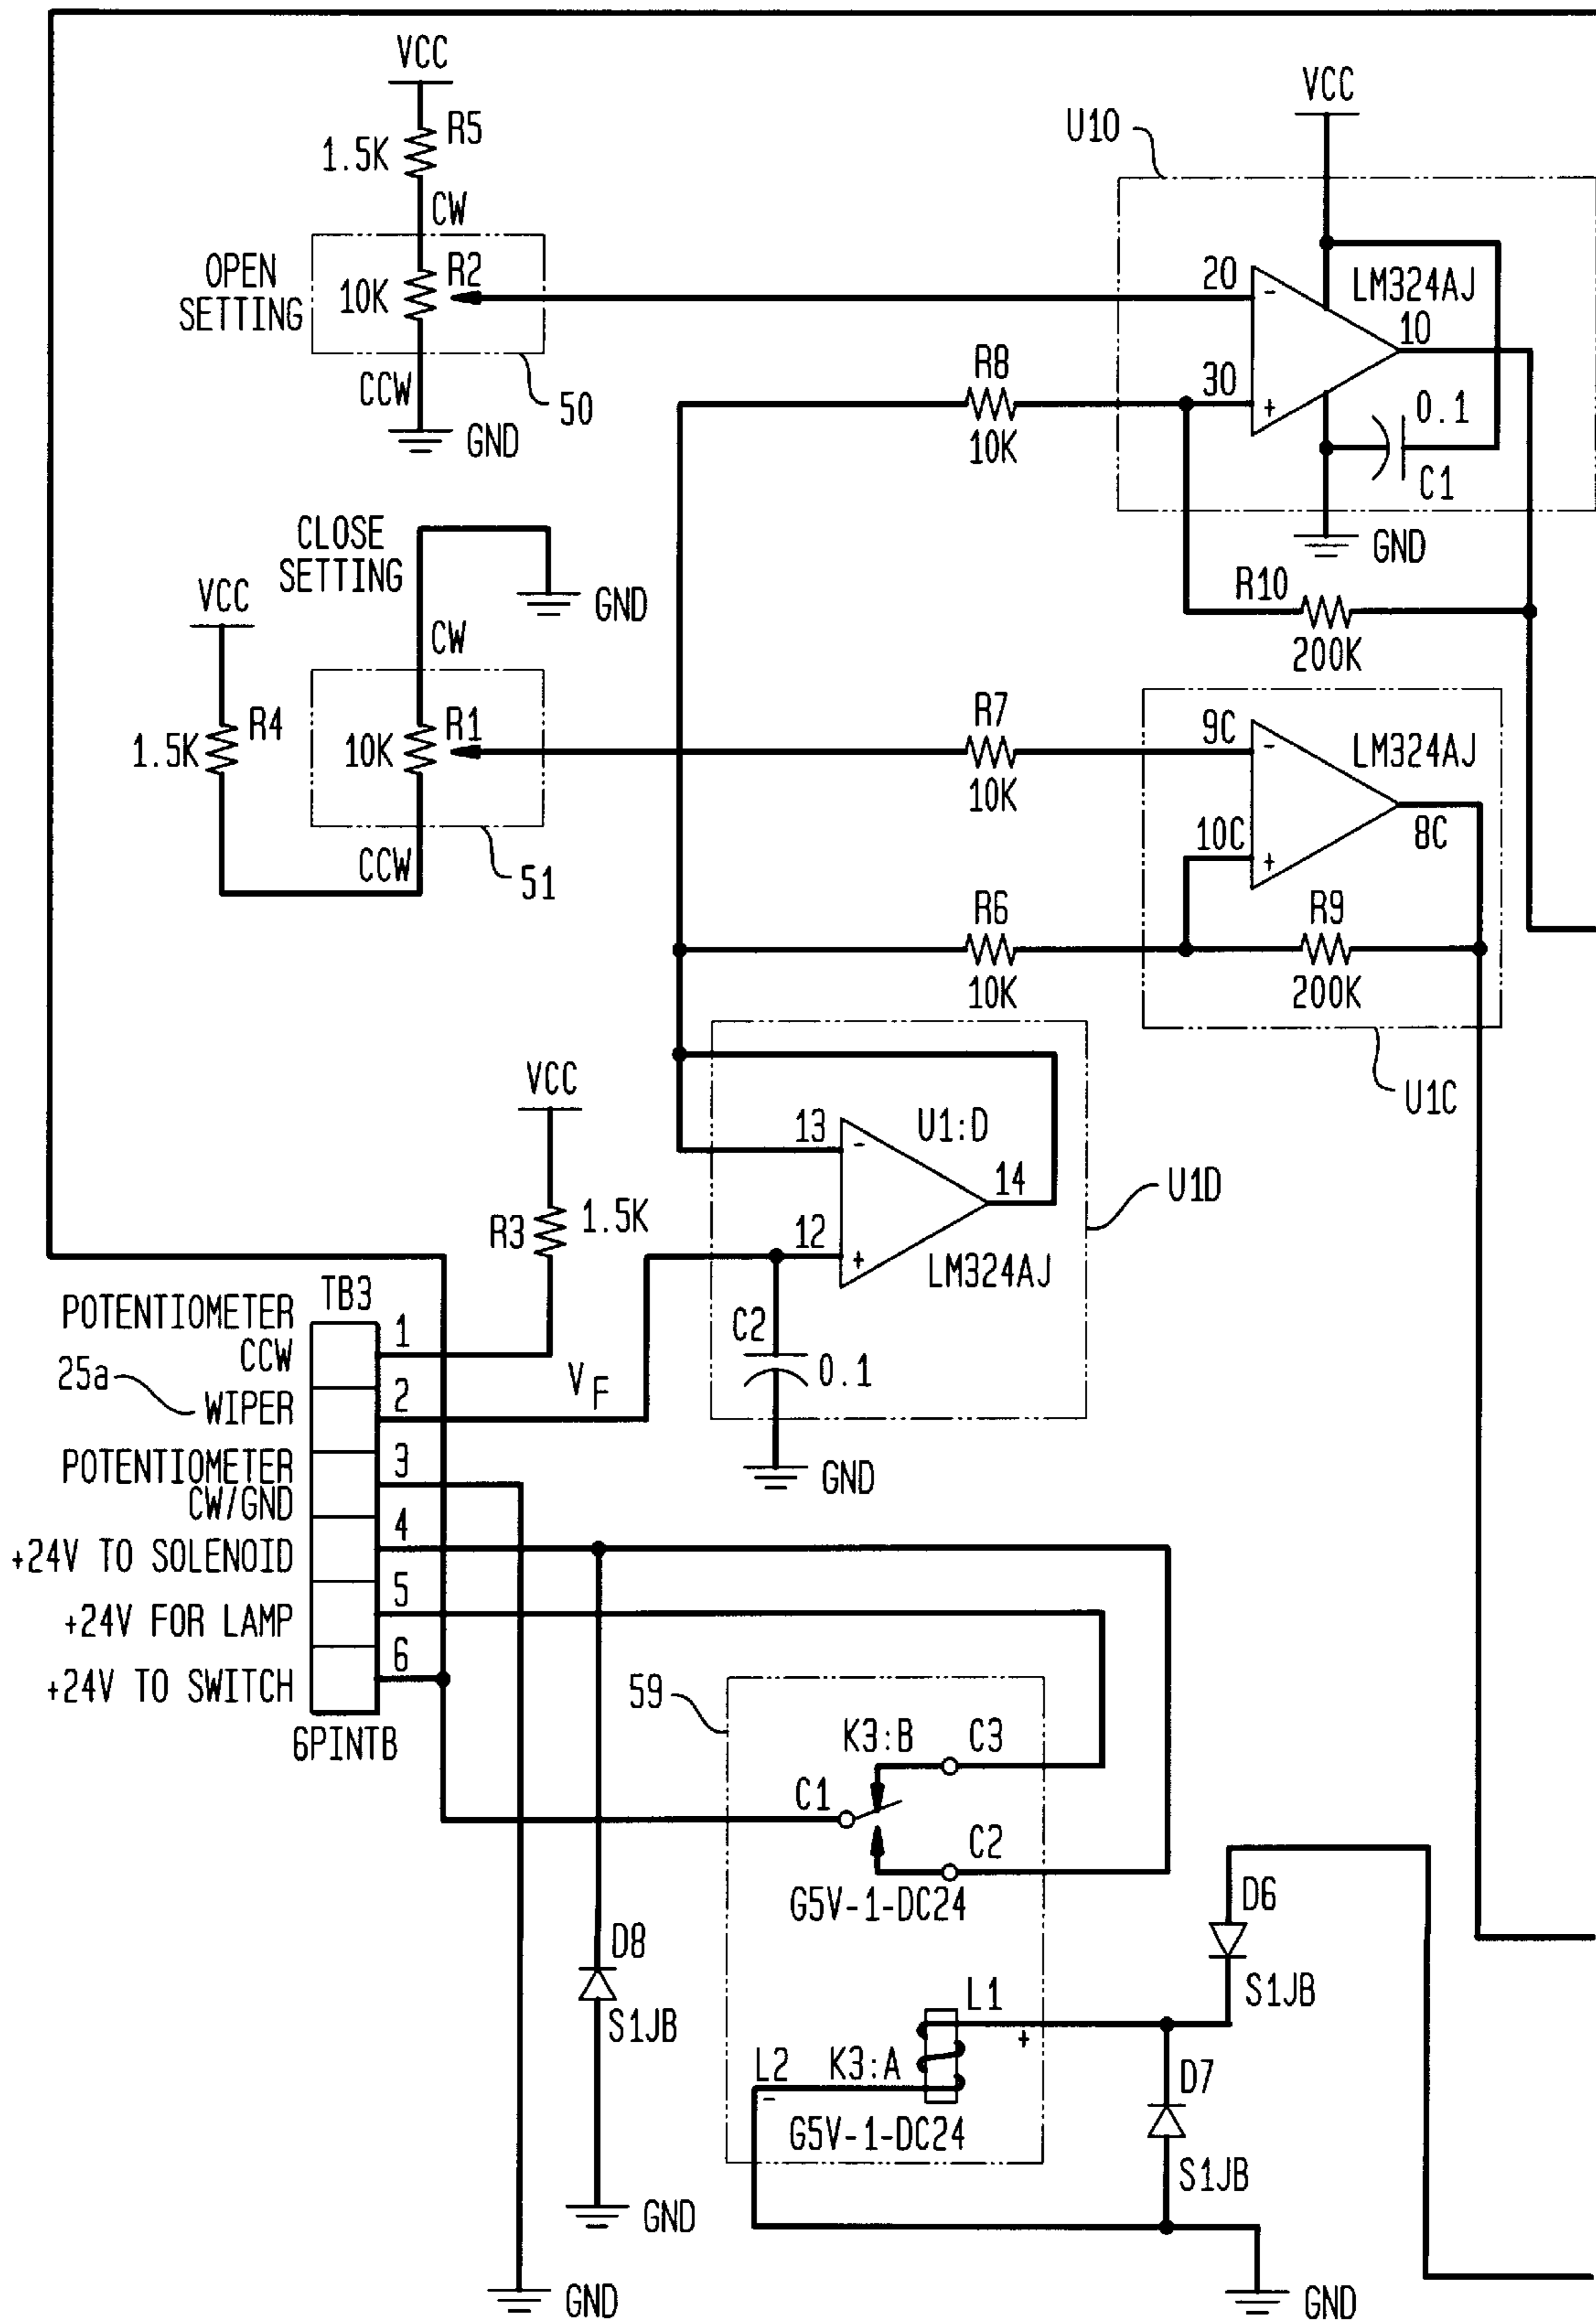 VCC
R5
1.5K
CW
OPEN
SETTING
10K
R2
CCW
50
GND
VCC
U10
20
-
LM324AJ
10
R8
10K
30
+
0.1
C1
GND
R10
200K
CLOSE
SETTING
GND
VCC
CW
R4
1.5K
10K
R1
CCW
51
R7
10K
9C
-
LM324AJ
10C
+
8C
R6
10K
R9
200K
U1C
VCC
R3
1.5K
13
-
U1:D
14
U1D
12
+
LM324AJ
C2
0.1
GND
TB3
POTENTIOMETER
CCW
1
25a
WIPER
2
VF
POTENTIOMETER
CW/GND
3
+24V TO SOLENOID
4
+24V FOR LAMP
5
+24V TO SWITCH
6
6PINTB
59
K3:B
C3
C1
C2
G5V-1-DC24
D6
S1JB
D8
S1JB
GND
L1
+
L2
-
K3:A
G5V-1-DC24
D7
S1JB
GND
GND